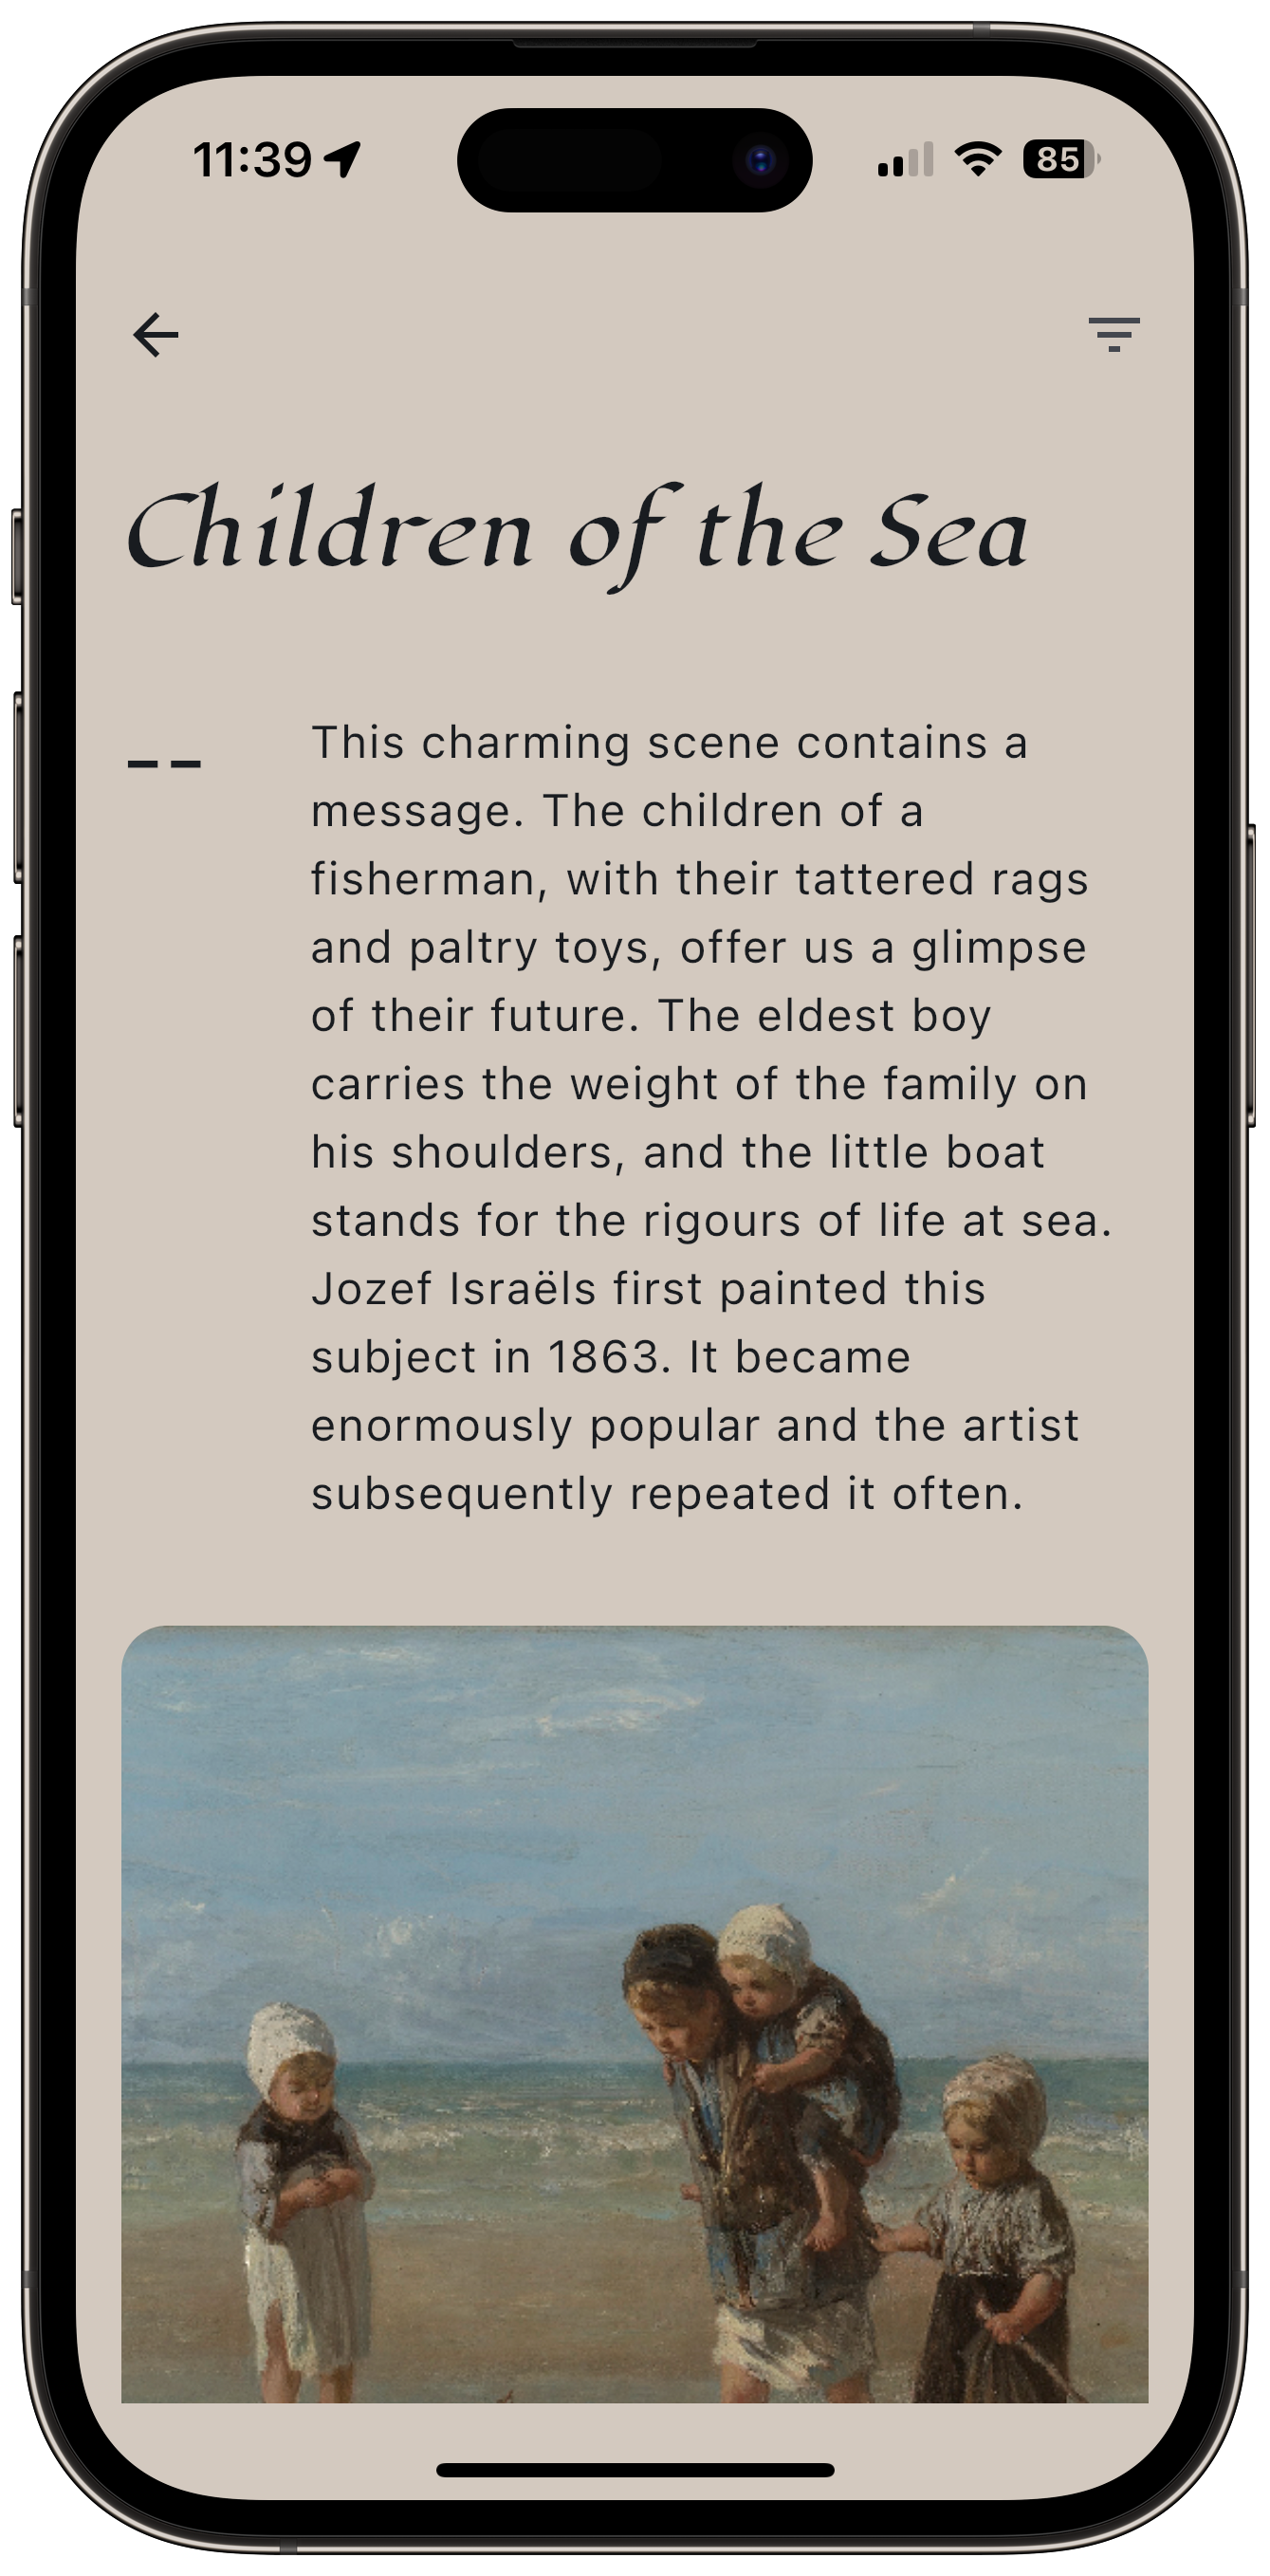 11:39
85
Children of the Sea
This charming scene contains a
message. The children of a
fisherman, with their tattered rags
and paltry toys, offer us a glimpse
of their future. The eldest boy
carries the weight of the family on
his shoulders, and the little boat
stands for the rigours of life at sea.
Jozef Israëls first painted this
subject in 1863. It became
enormously popular and the artist
subsequently repeated it often.